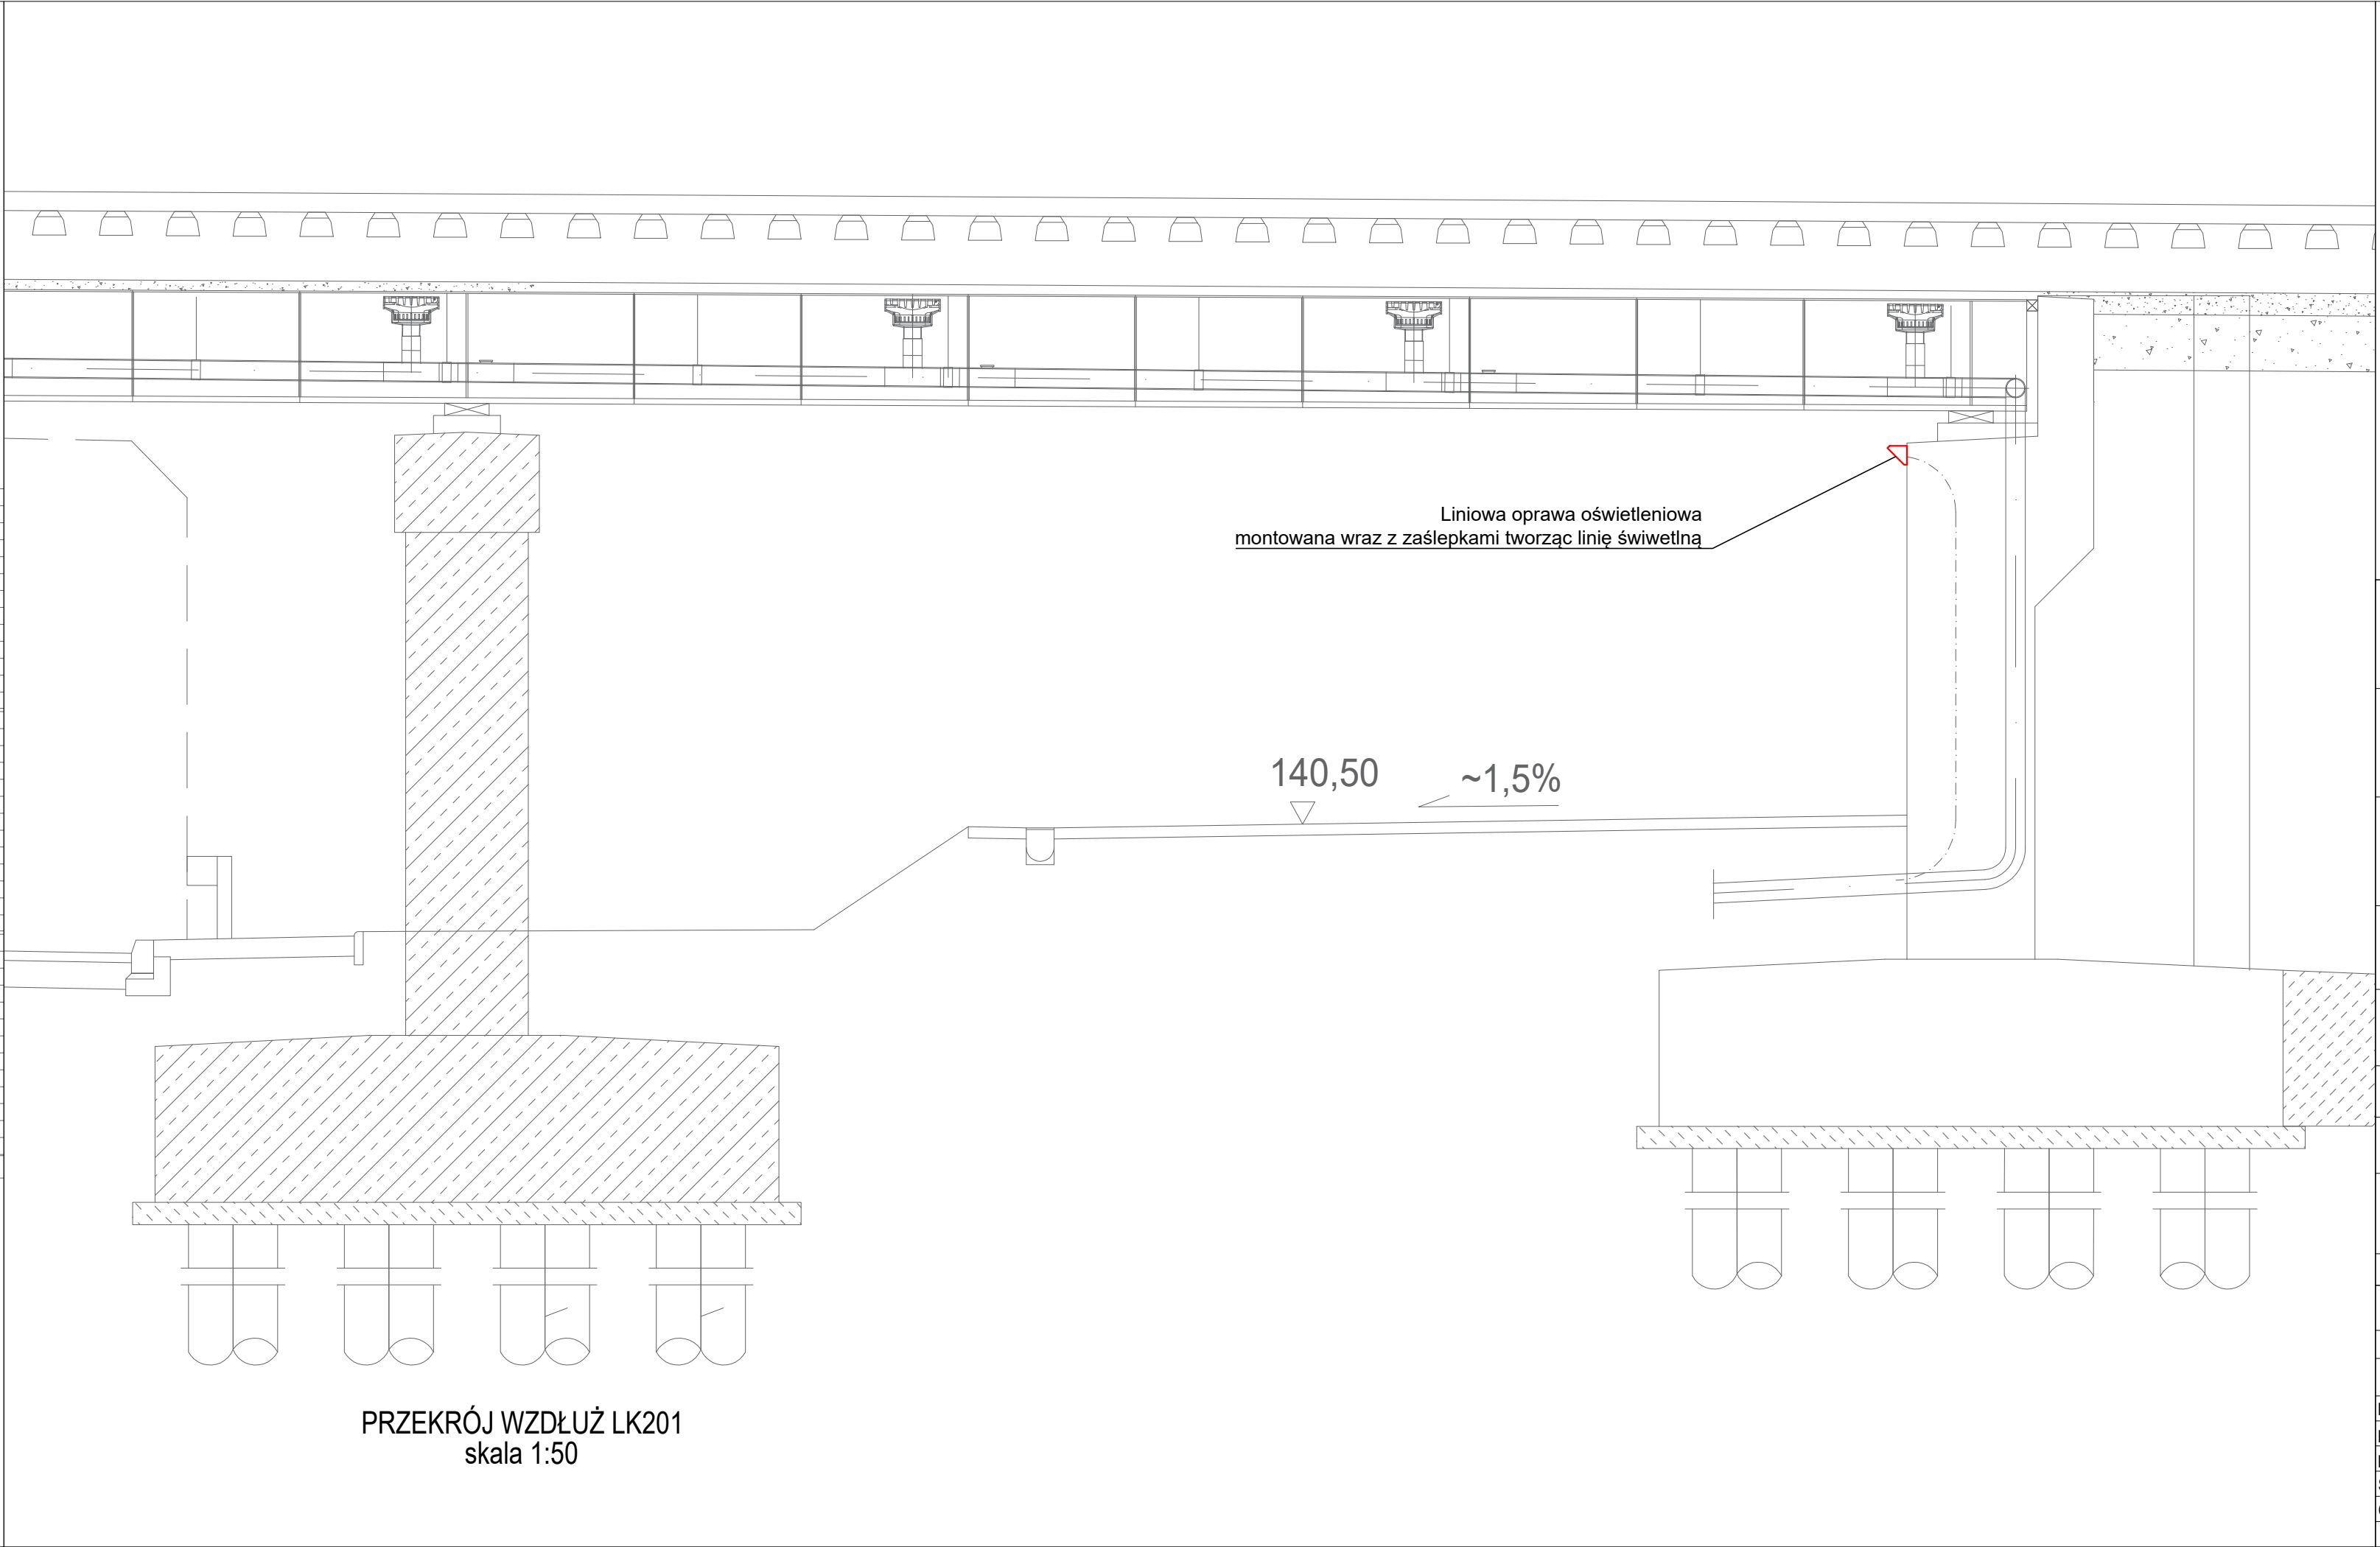 Liniowa oprawa oświetleniowa
montowana wraz z zaślepkami tworząc linię świwetlną
140,50
~1,5%
PRZEKRÓJ WZDŁUŻ LK201
skala 1:50